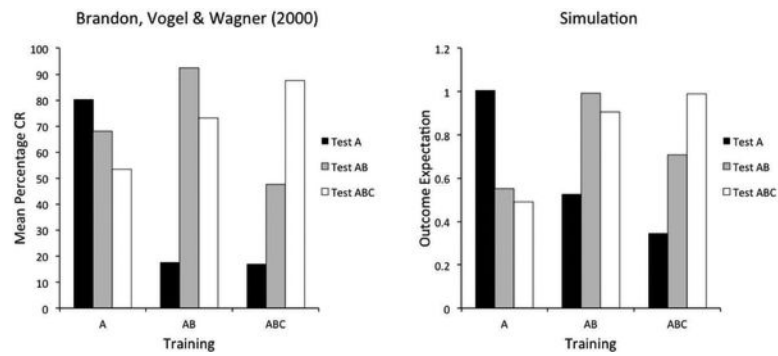 Brandon, Vogel & Wagner (2000)
Mean Percentage CR
100
90
80
70
60
50
40
30
20
10
0
A
AB
ABC
Training
Test A
Test AB
Test ABC
Simulation
Outcome Expectation
1.2
1
0.8
0.6
0.4
0.2
0
A
AB
ABC
Training
Test A
Test AB
Test ABC